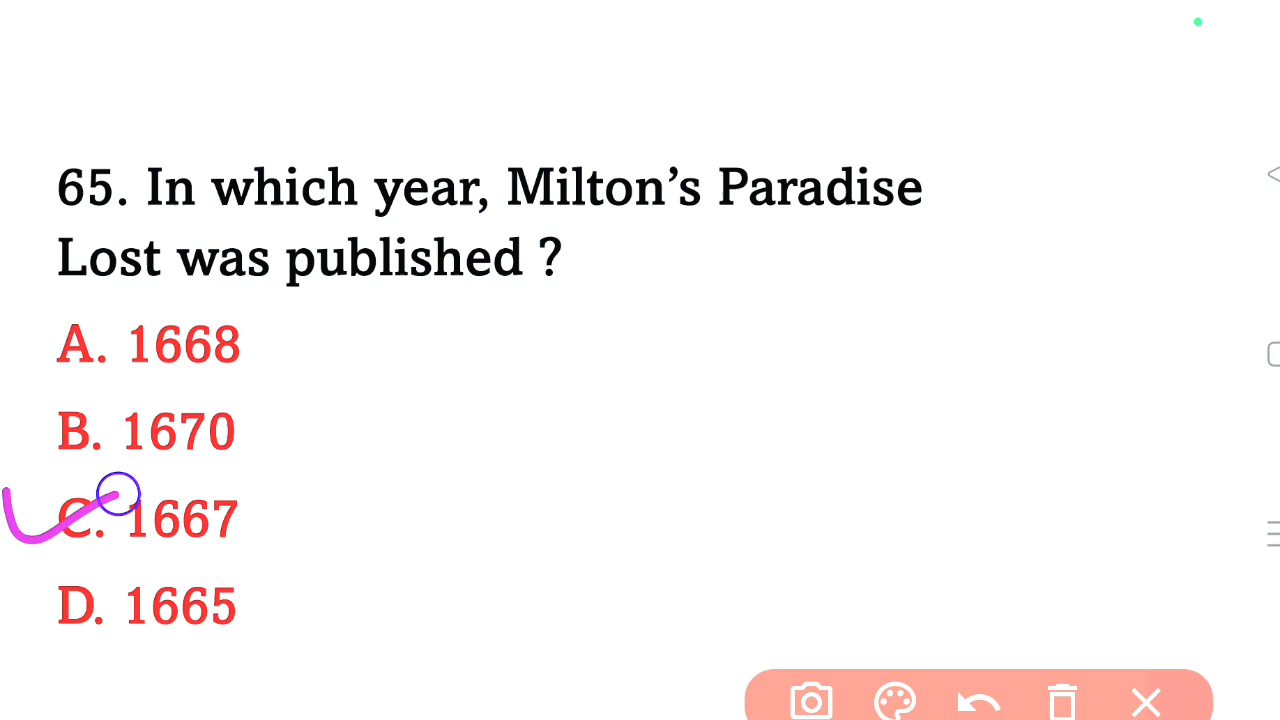 65. In which year, Milton’s Paradise
Lost was published ?
A. 1668
B. 1670
C. 1667
D. 1665